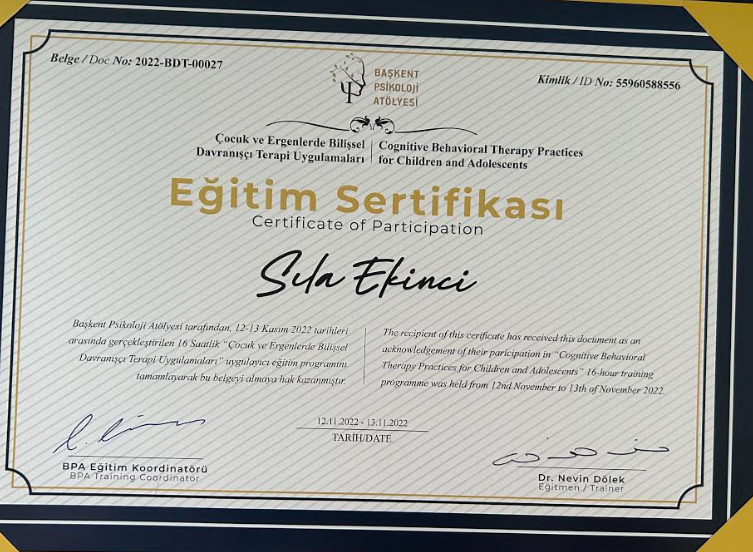 Belge / Doc No: 2022-BDT-00027
Kimlik / ID No: 55960588556
BAŞKENT
PSİKOLOJİ
ATÖLYESİ
Çocuk ve Ergenlerde Bilişsel
Davranışçı Terapi Uygulamaları
Cognitive Behavioral Therapy Practices
for Children and Adolescents
Eğitim Sertifikası
Certificate of Participation
Sıla Ekinci
Başkent Psikoloji Atölyesi tarafından, 12-13 Kasım 2022 tarihleri
arasında gerçekleştirilen 16 Saatlik "Çocuk ve Ergenlerde Bilişsel
Davranışçı Terapi Uygulamaları" uygulayıcı eğitim programını
tamamlayarak bu belgeyi almaya hak kazanmıştır.
The recipient of this cerificate has received this document as an
acknowledgement of their paricipation in "Cognitive Behavioral
Therapy Practices for Children and Adolescents" 16-hour training
programme was held from 12nd November to 13th of November 2022.
12.11.2022 - 13.11.2022
TARİH/DATE
BPA Eğitim Koordinatörü
BPA Training Coordinator
Dr. Nevin Dölek
Eğitmen / Trainer